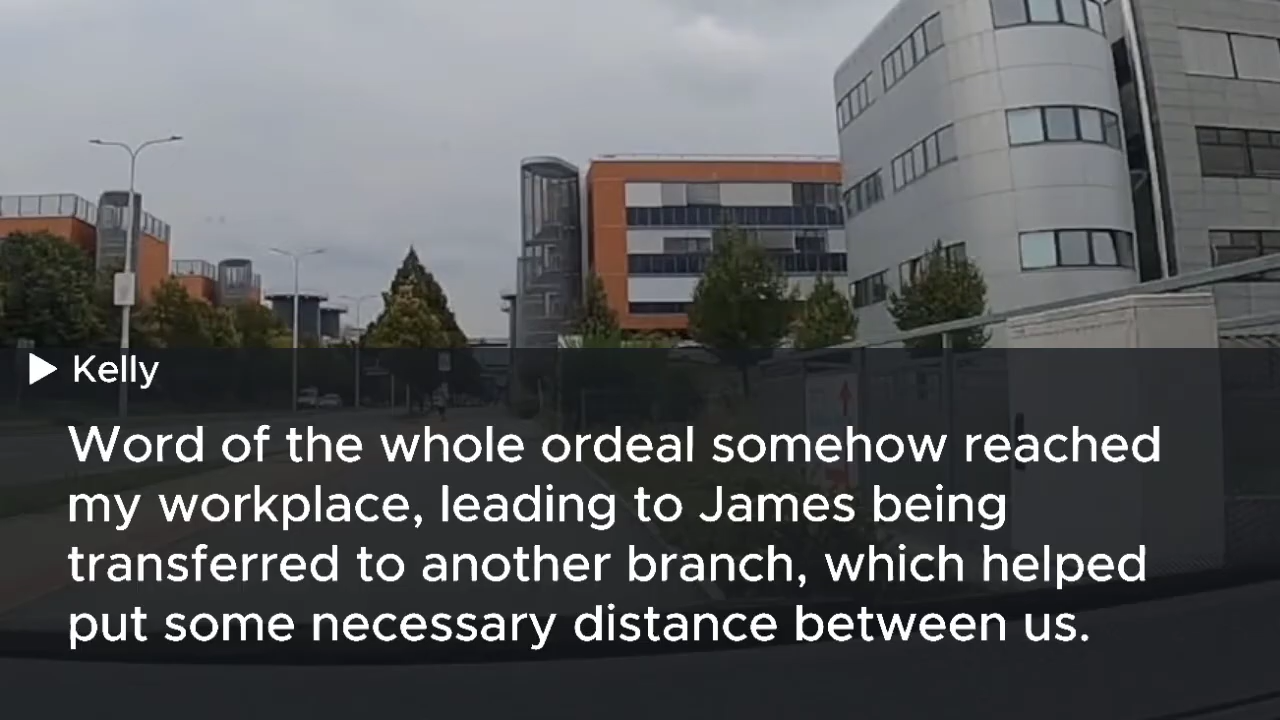 Kelly
Word of the whole ordeal somehow reached
my workplace, leading to James being
transferred to another branch, which helped
put some necessary distance between us.